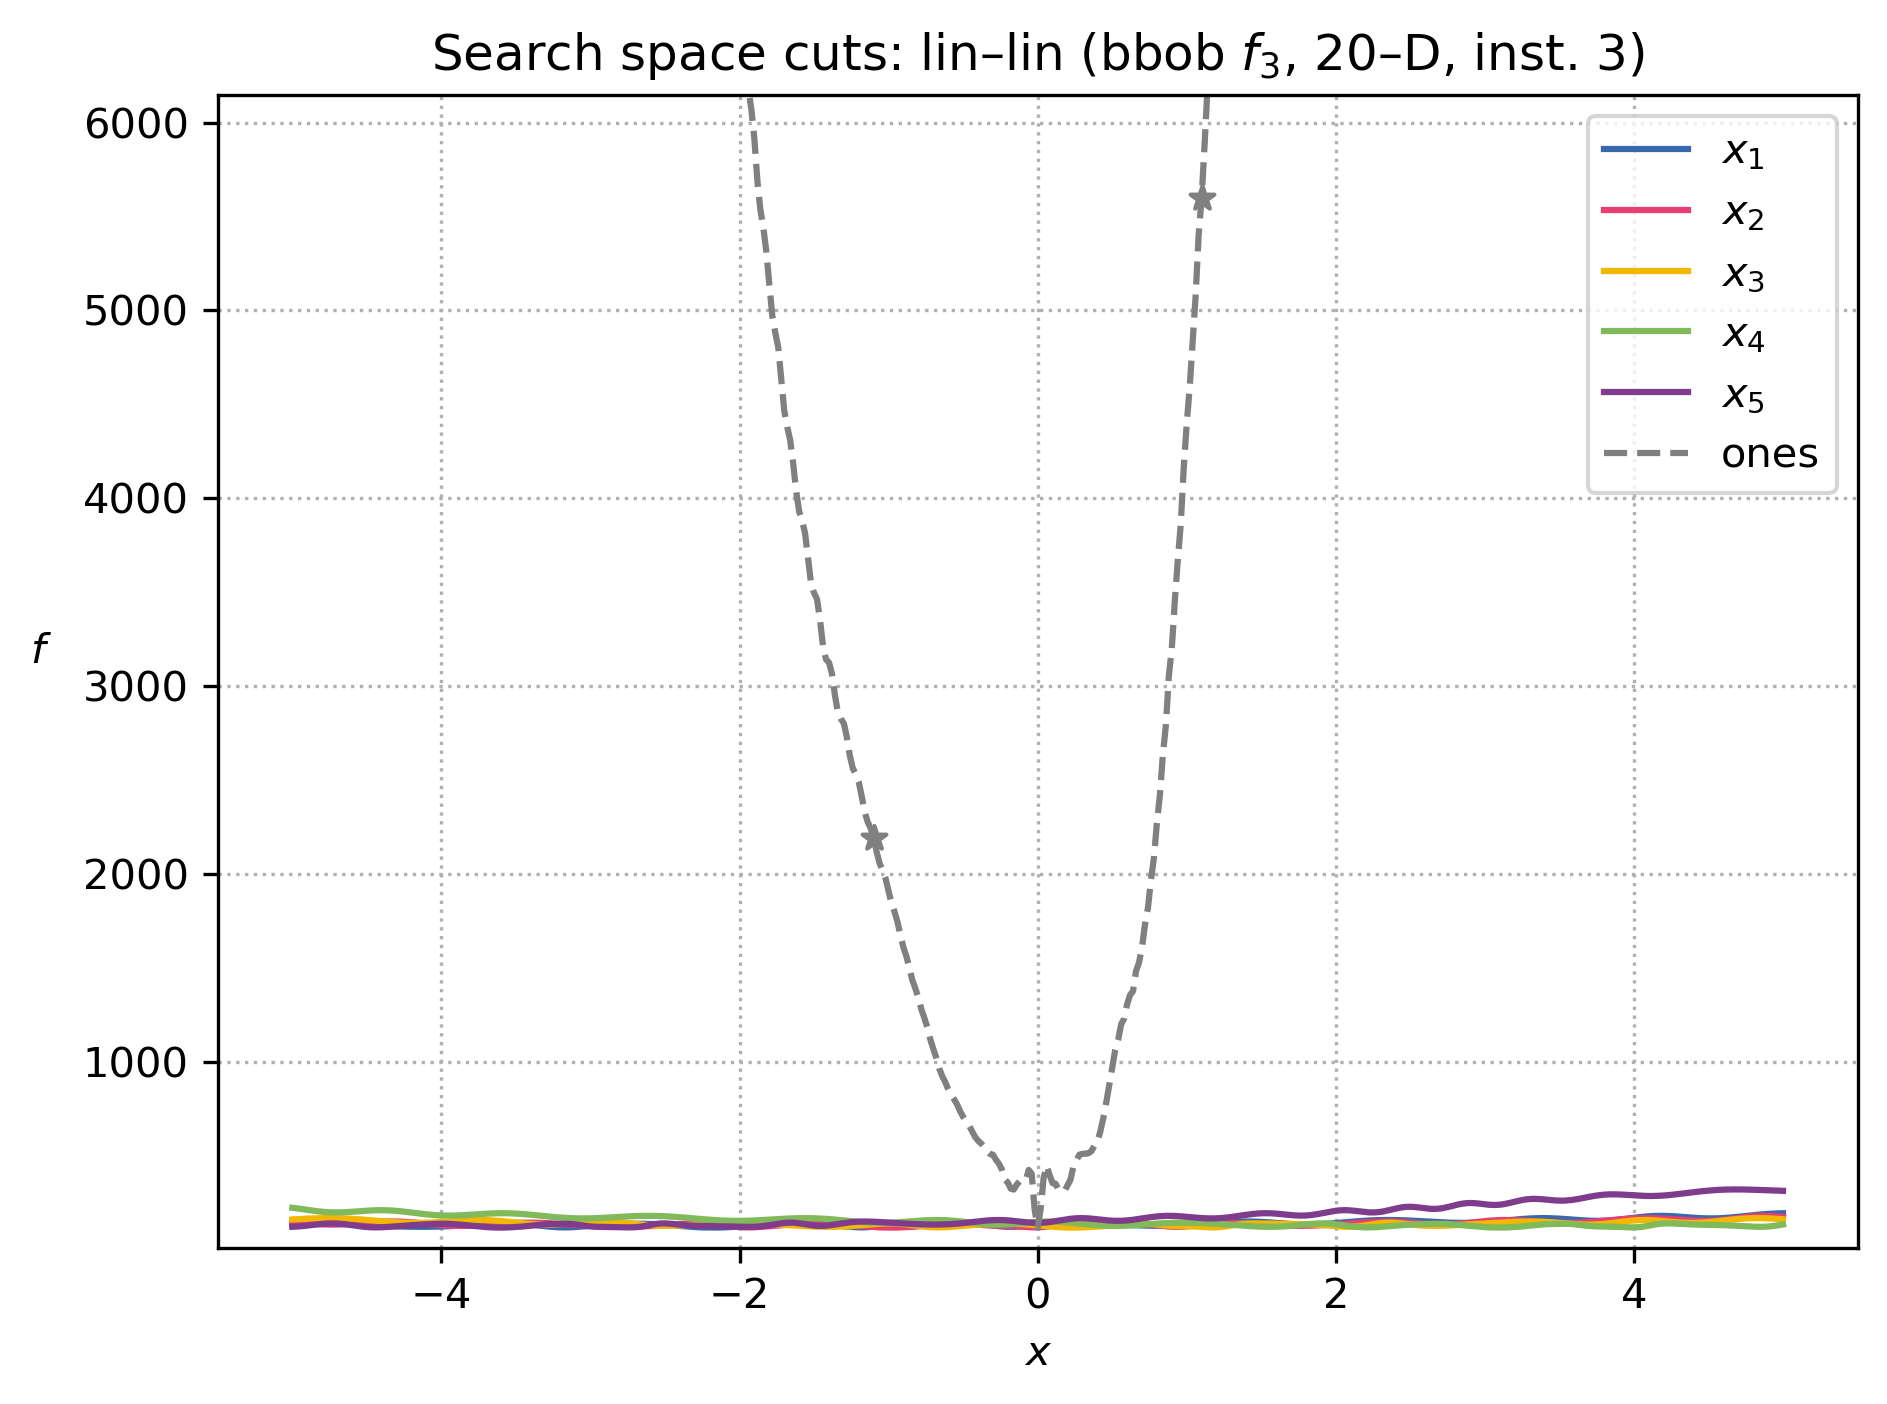 Search space cuts: lin–lin (bbob f₃, 20–D, inst. 3)
6000
5000
4000
3000
2000
1000
f
x₁
x₂
x₃
x₄
x₅
ones
−4
−2
0
2
4
x